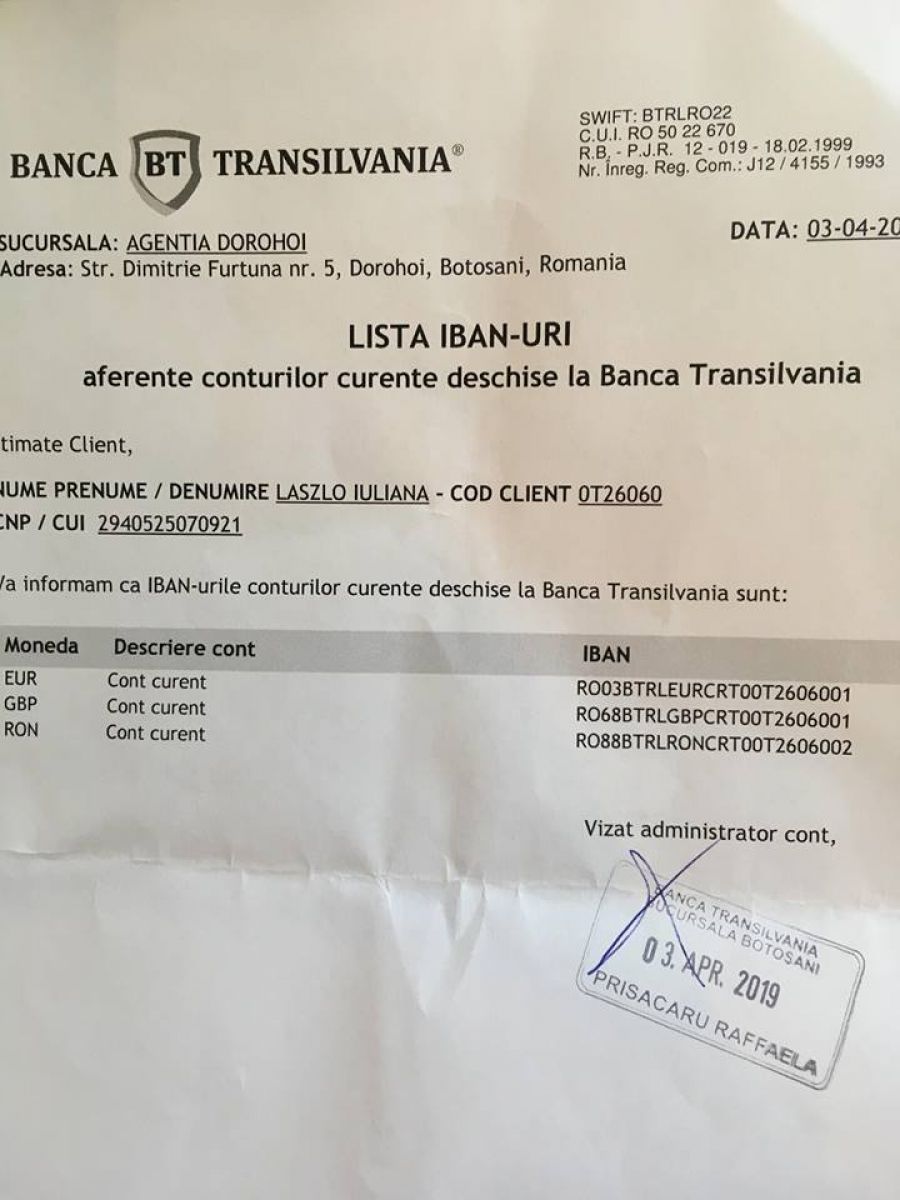 BANCA BT TRANSILVANIA®
SWIFT: BTRLRO22
C.U.I. RO 50 22 670
R.B. - P.J.R. 12 - 019 - 18.02.1999
Nr. Înreg. Reg. Com.: J12 / 4155 / 1993
SUCURSALA: AGENTIA DOROHOI
DATA: 03-04-20
Adresa: Str. Dimitrie Furtuna nr. 5, Dorohoi, Botosani, Romania
LISTA IBAN-URI
aferente conturilor curente deschise la Banca Transilvania
timate Client,
NUME PRENUME / DENUMIRE LASZLO IULIANA - COD CLIENT 0T26060
CNP / CUI 2940525070921
Va informam ca IBAN-urile conturilor curente deschise la Banca Transilvania sunt:
Moneda Descriere cont IBAN
EUR Cont curent RO03BTRLEURCRT00T2606001
GBP Cont curent RO68BTRLGBPCRT00T2606001
RON Cont curent RO88BTRLRONCRT00T2606002
Vizat administrator cont,
BANCA TRANSILVANIA
SUCURSALA BOTOȘANI
03. APR. 2019
PRISACARU RAFFAELA